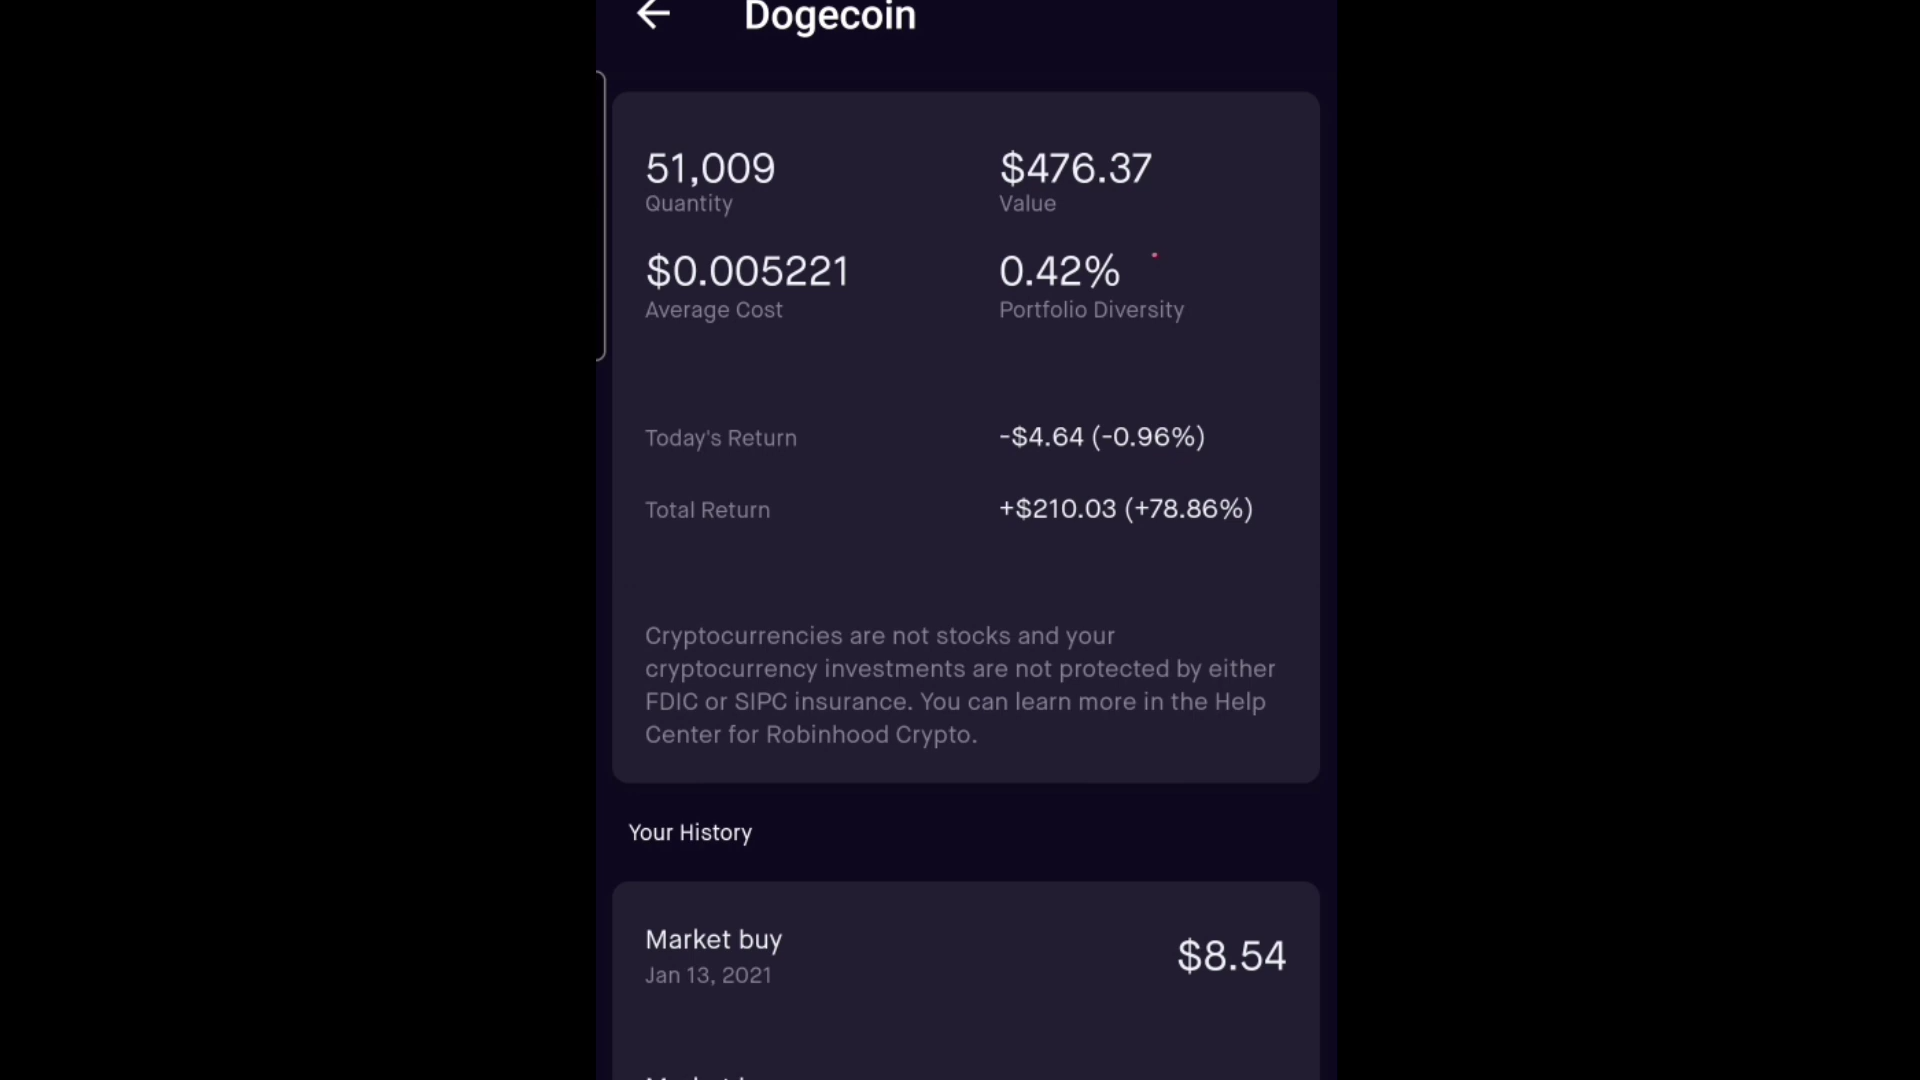 Dogecoin
51,009
Quantity
$476.37
Value
$0.005221
Average Cost
0.42%
Portfolio Diversity
Today's Return
-$4.64 (-0.96%)
Total Return
+$210.03 (+78.86%)
Cryptocurrencies are not stocks and your
cryptocurrency investments are not protected by either
FDIC or SIPC insurance. You can learn more in the Help
Center for Robinhood Crypto.
Your History
Market buy
$8.54
Jan 13, 2021